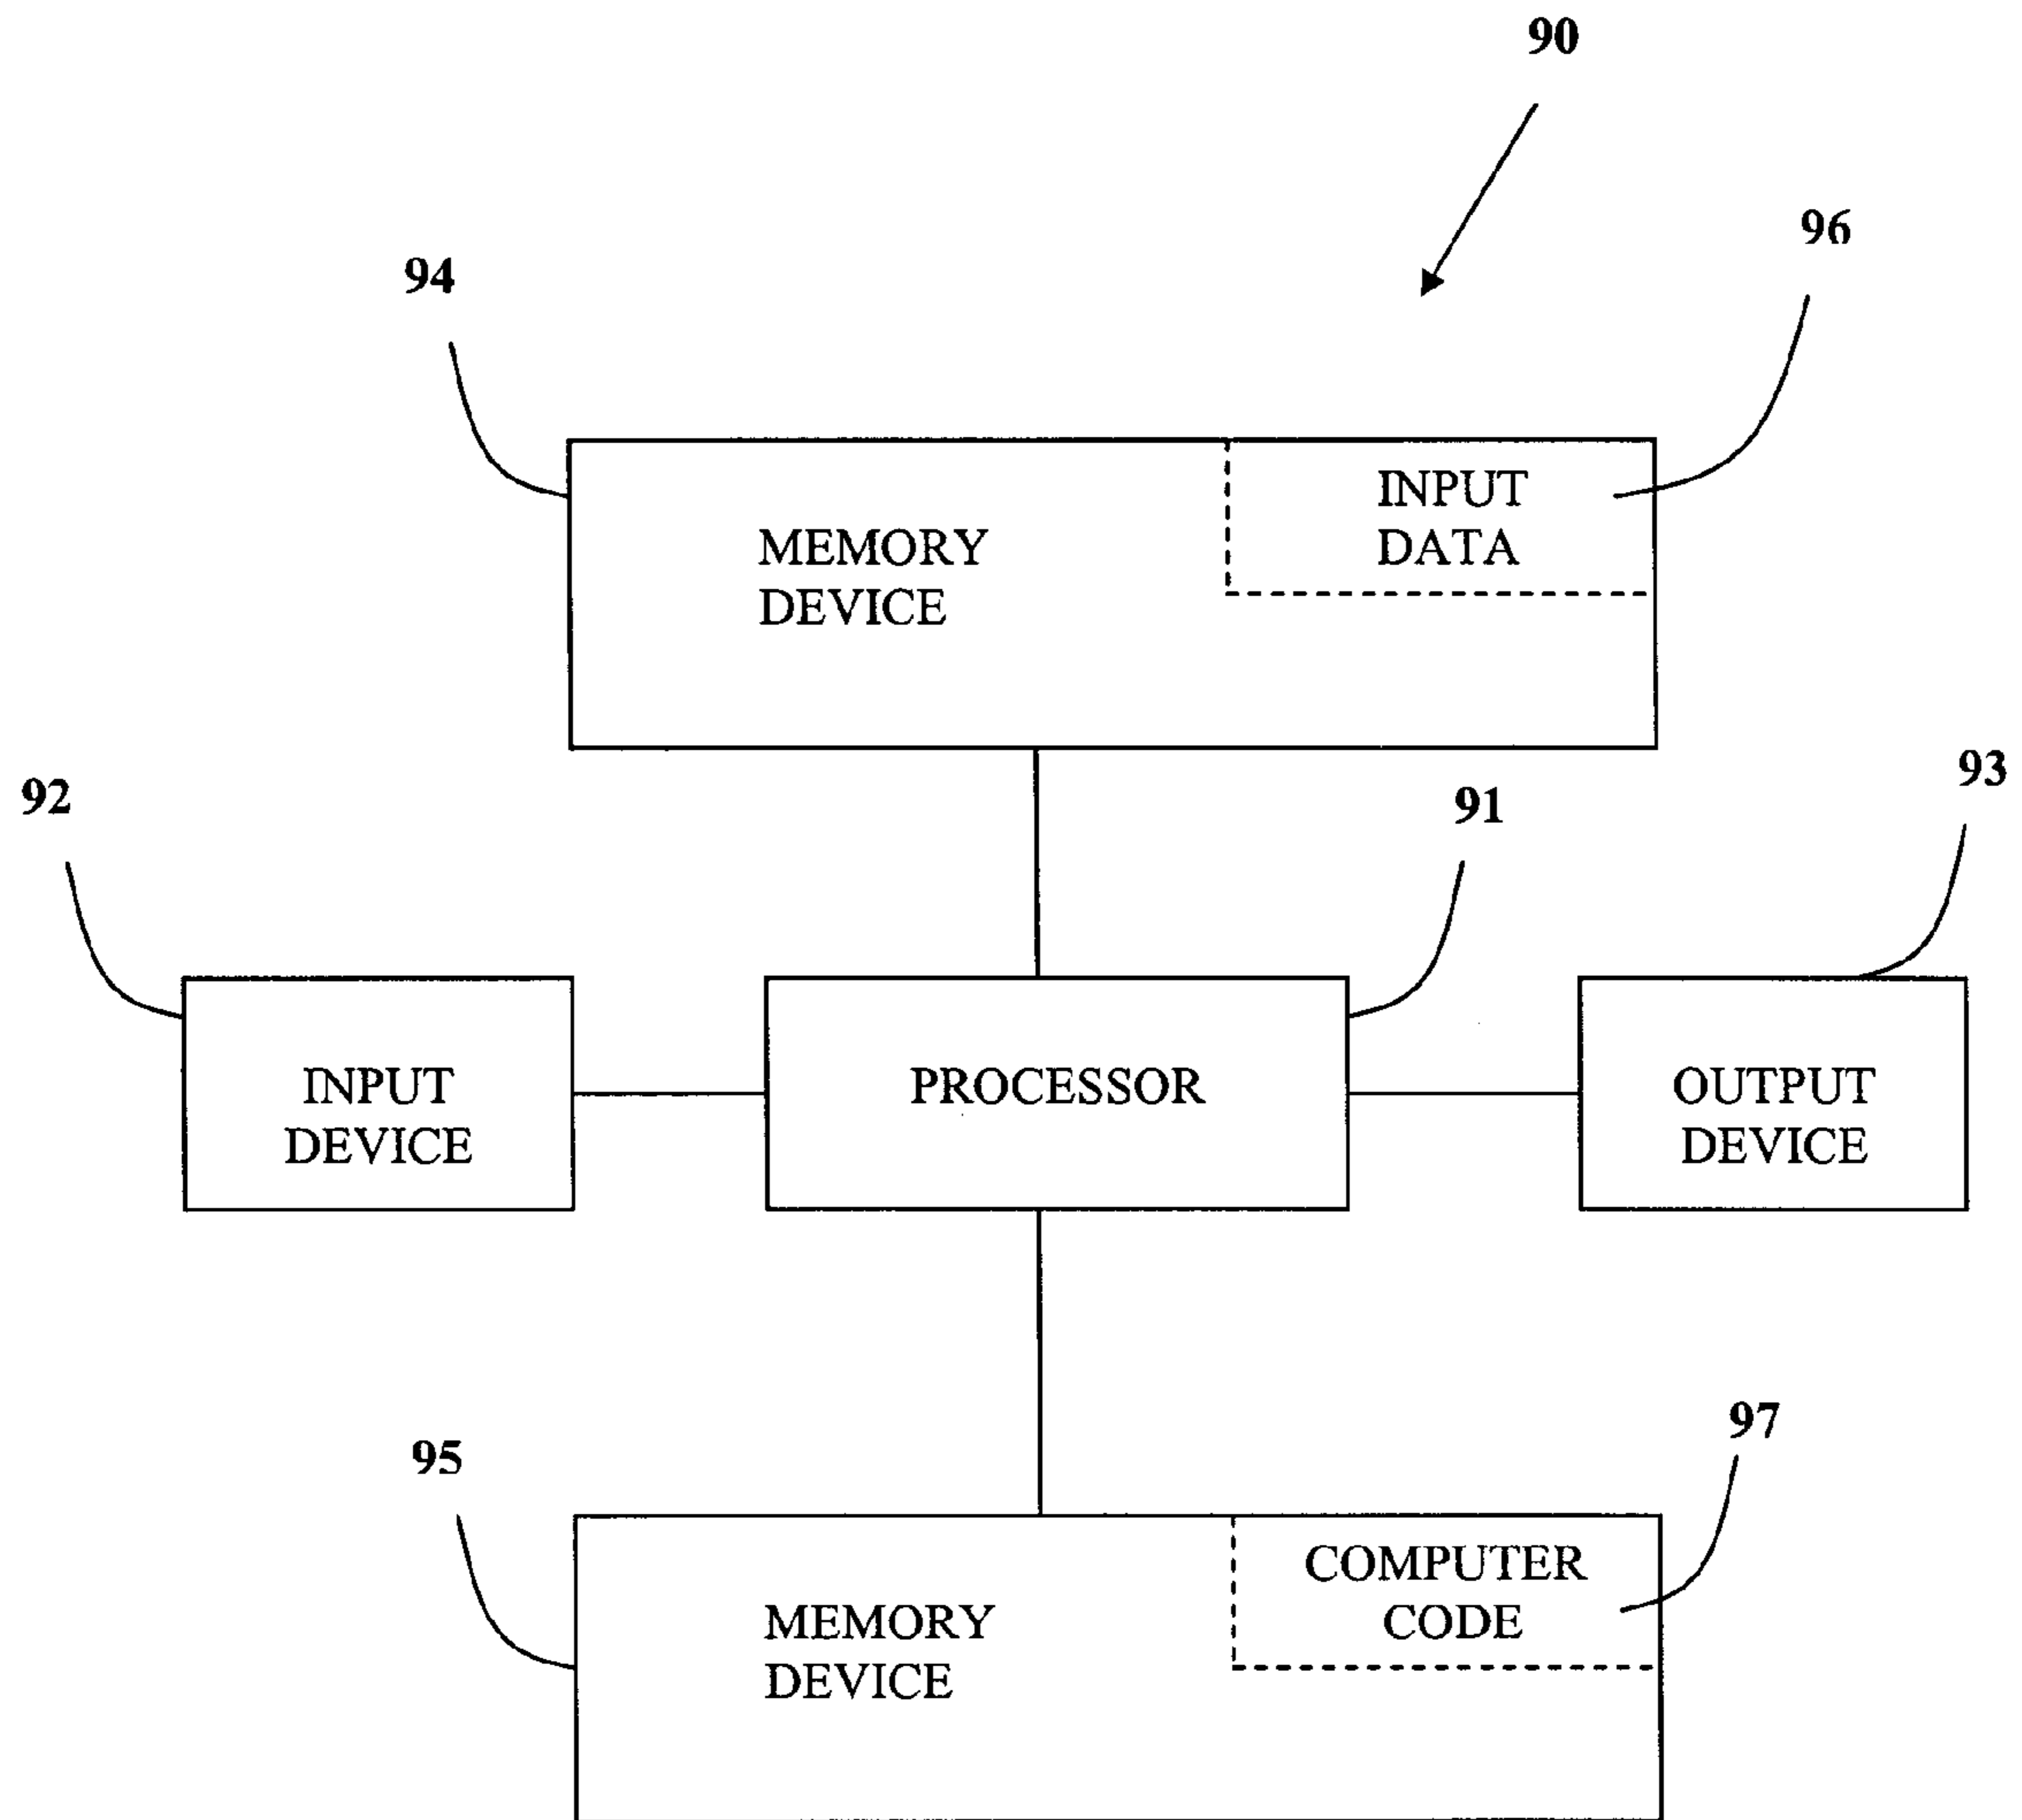 90
96
94
INPUT
DATA
MEMORY
DEVICE
92
91
93
INPUT
DEVICE
PROCESSOR
OUTPUT
DEVICE
97
95
COMPUTER
CODE
MEMORY
DEVICE